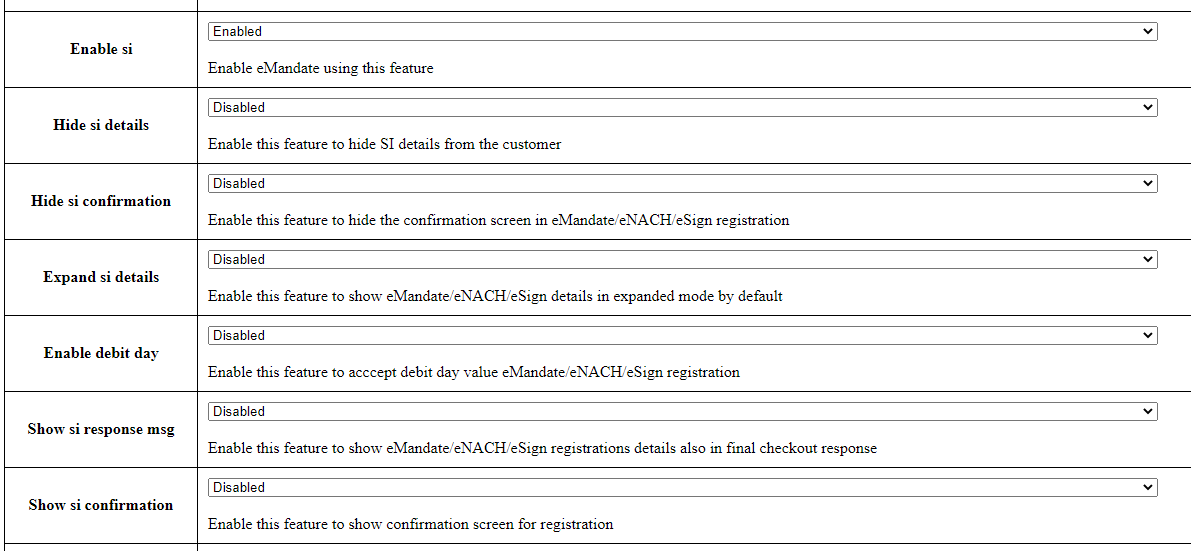 Enable si
Enabled
Enable eMandate using this feature
Hide si details
Disabled
Enable this feature to hide SI details from the customer
Hide si confirmation
Disabled
Enable this feature to hide the confirmation screen in eMandate/eNACH/eSign registration
Expand si details
Disabled
Enable this feature to show eMandate/eNACH/eSign details in expanded mode by default
Enable debit day
Disabled
Enable this feature to acccept debit day value eMandate/eNACH/eSign registration
Show si response msg
Disabled
Enable this feature to show eMandate/eNACH/eSign registrations details also in final checkout response
Show si confirmation
Disabled
Enable this feature to show confirmation screen for registration